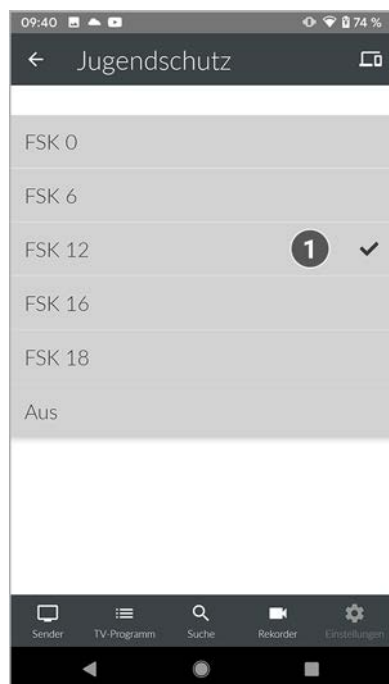 09:40 74 %
Jugendschutz
FSK 0
FSK 6
FSK 12 1
FSK 16
FSK 18
Aus
Sender TV-Programm Suche Rekorder Einstellungen